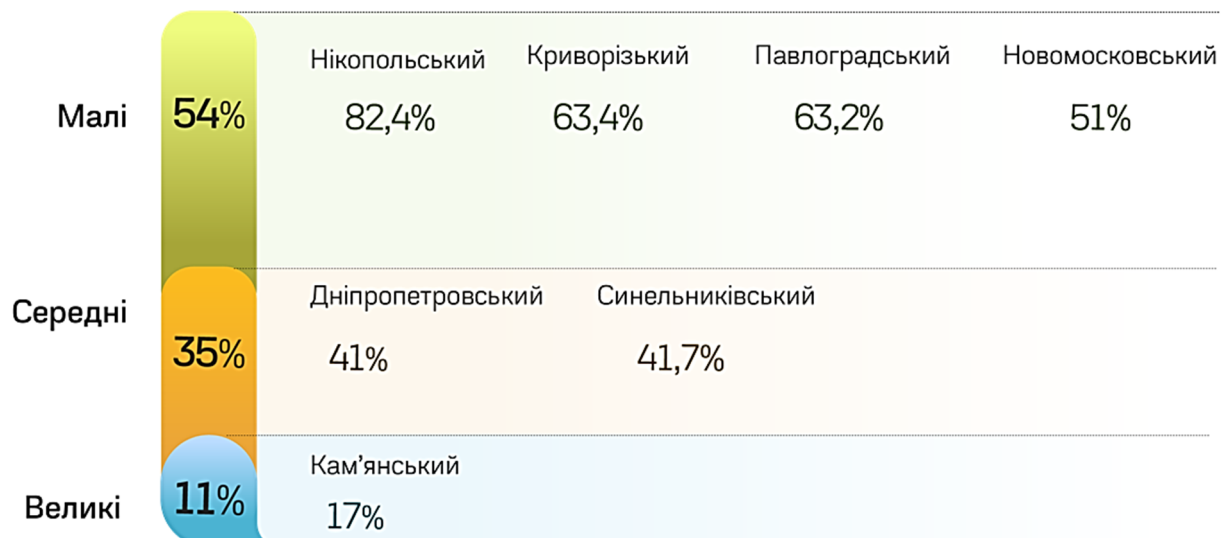 Нікопольський Криворізький Павлоградський Новомосковський
Малі 54% 82,4% 63,4% 63,2% 51%
Дніпропетровський Синельниківський
Середні
35% 41% 41,7%
Кам’янський
Великі 11% 17%